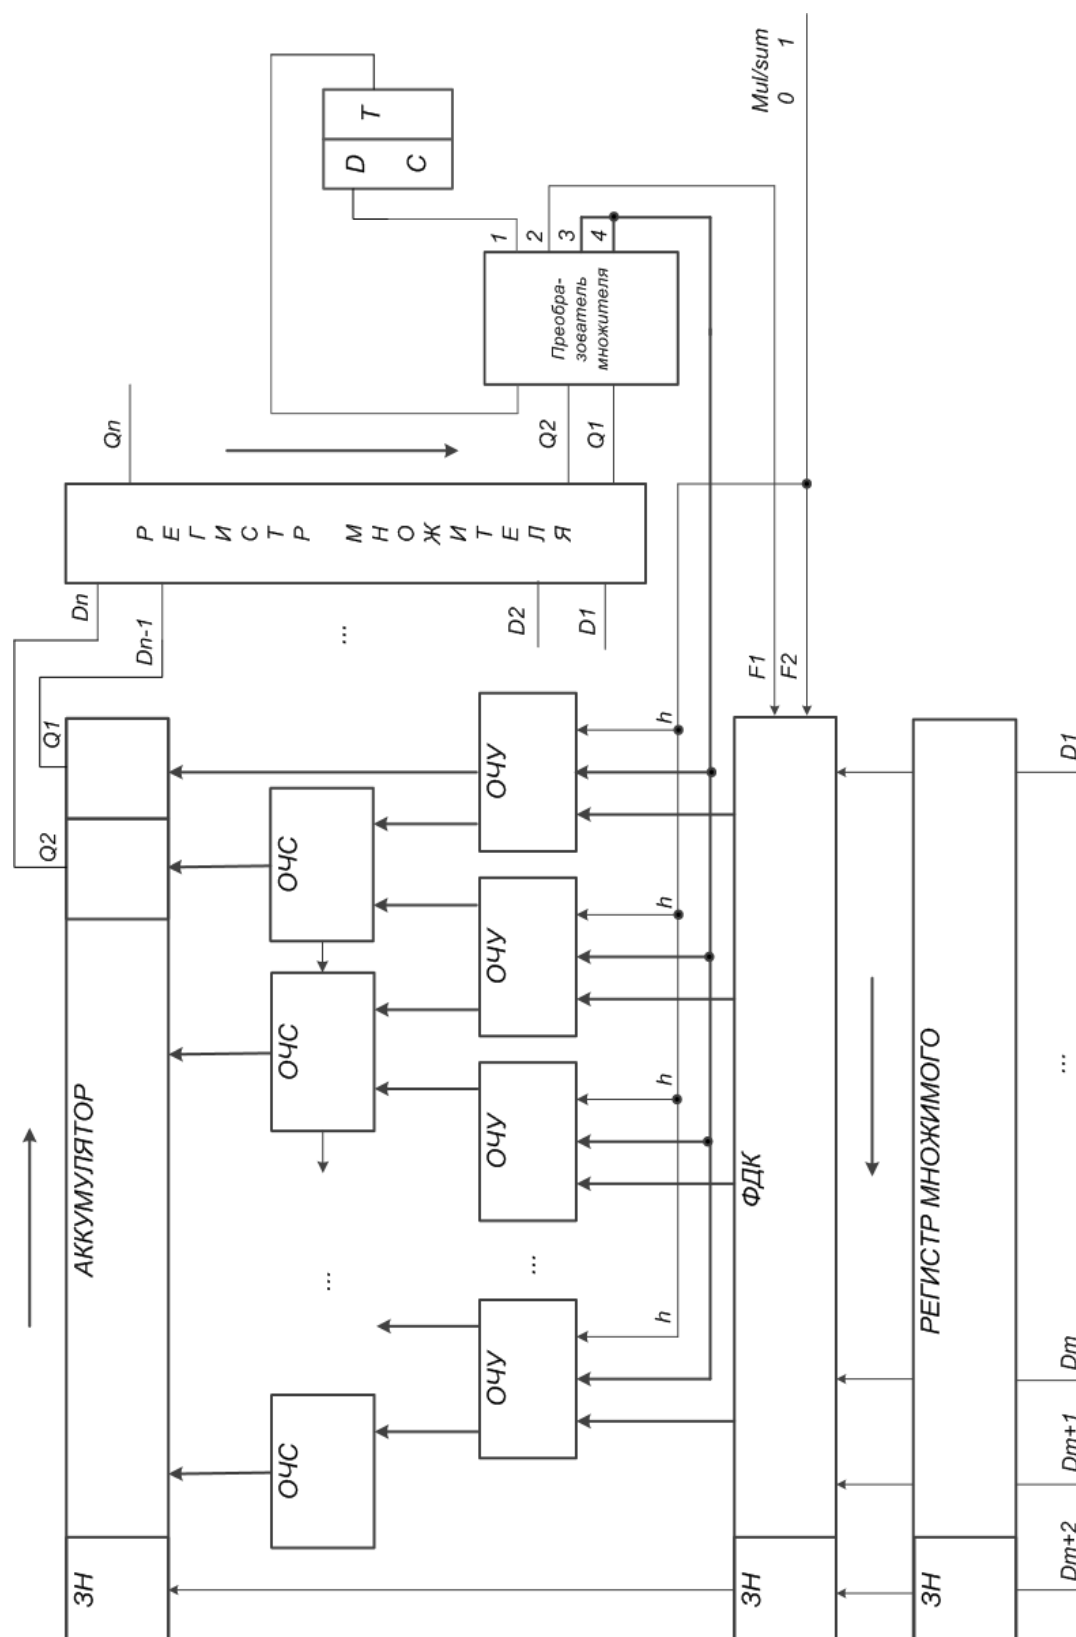 ЗН
АККУМУЛЯТОР
Q2
Q1
Dn
Dn-1
...
D2
D1
РЕГИСТР МНОЖИТЕЛЯ
Qn
Q2
Q1
Преобра-
зователь
множителя
1
2
3
4
D
C
T
ОЧС
...
ОЧС
ОЧС
ОЧУ
...
ОЧУ
ОЧУ
ОЧУ
h
h
h
h
ЗН
ФДК
F1
F2
Mul/sum
0 1
ЗН
РЕГИСТР МНОЖИМОГО
Dm+2
Dm+1
Dm
...
D1